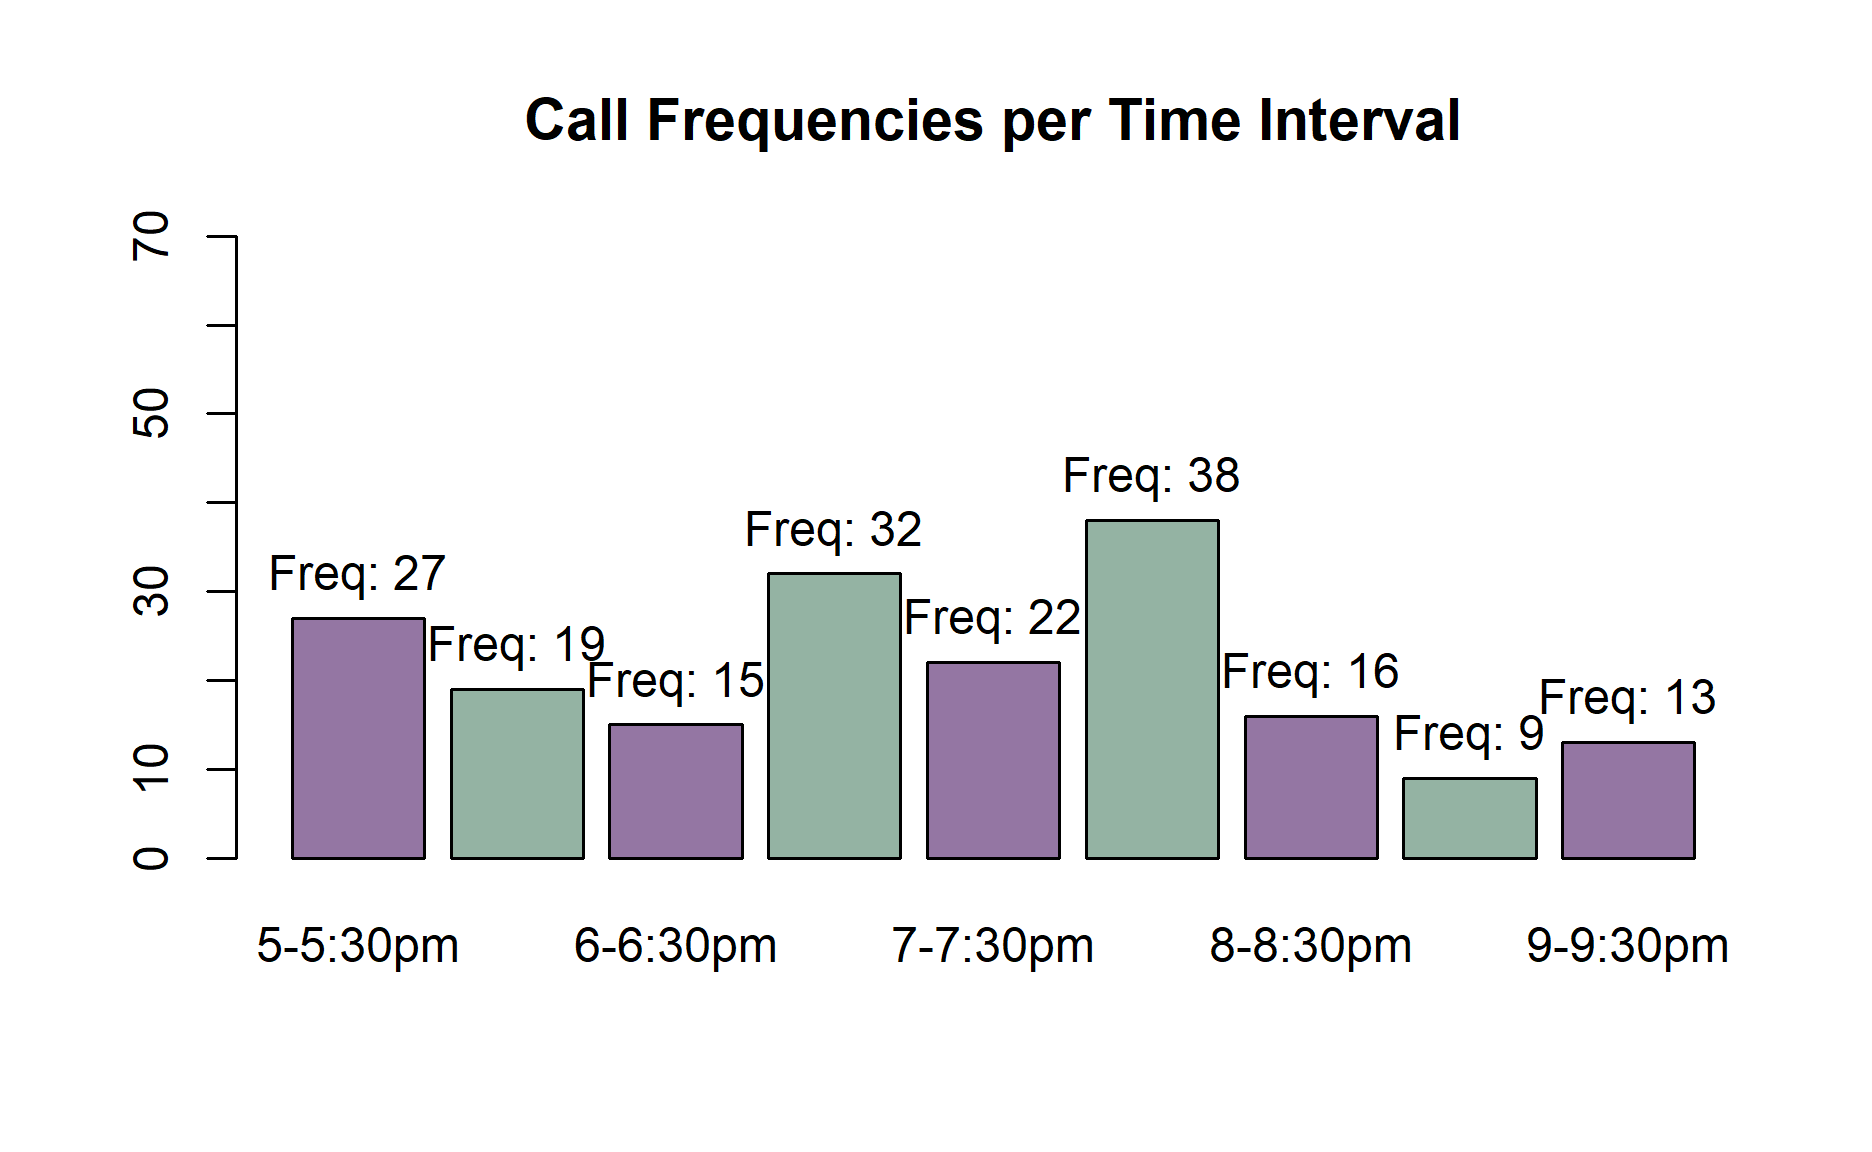 Call Frequencies per Time Interval
70
50
30
10
0
Freq: 27
Freq: 19
Freq: 15
Freq: 32
Freq: 22
Freq: 38
Freq: 16
Freq: 9
Freq: 13
5-5:30pm
6-6:30pm
7-7:30pm
8-8:30pm
9-9:30pm